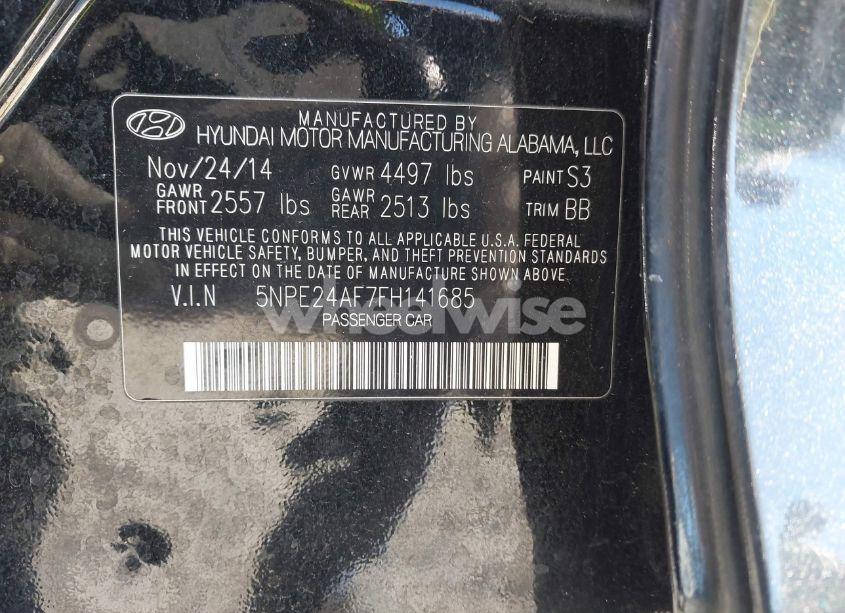 MANUFACTURED BY
HYUNDAI MOTOR MANUFACTURING ALABAMA, LLC
Nov/24/14 GVWR 4497 lbs PAINT S3
GAWR FRONT 2557 lbs GAWR REAR 2513 lbs TRIM BB
THIS VEHICLE CONFORMS TO ALL APPLICABLE U.S.A. FEDERAL
MOTOR VEHICLE SAFETY, BUMPER, AND THEFT PREVENTION STANDARDS
IN EFFECT ON THE DATE OF MANUFACTURE SHOWN ABOVE.
V.I.N 5NPE24AF7FH141685
wheelwise
PASSENGER CAR